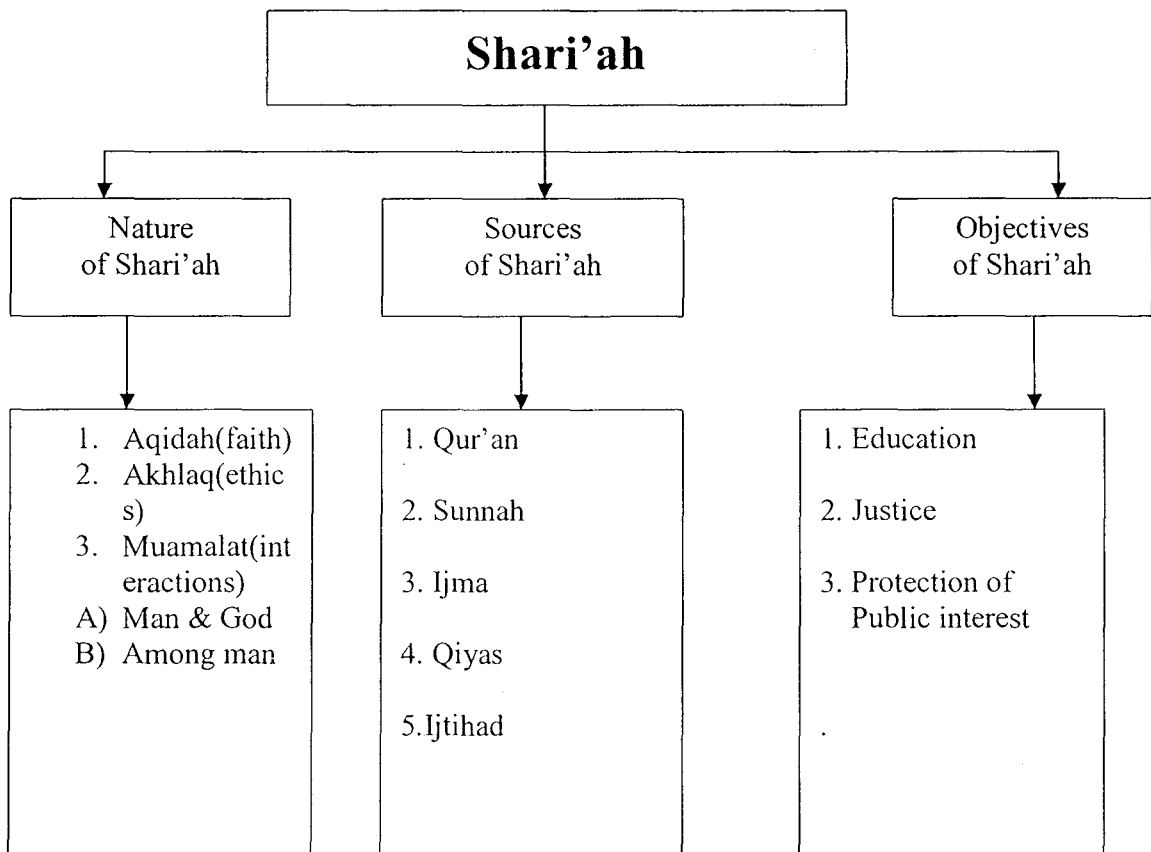 Shari’ah
Nature
of Shari’ah
Sources
of Shari’ah
Objectives
of Shari’ah
1. Aqidah(faith)
2. Akhlaq(ethic
s)
3. Muamalat(int
eractions)
A) Man & God
B) Among man
1. Qur’an
2. Sunnah
3. Ijma
4. Qiyas
5.Ijtihad
1. Education
2. Justice
3. Protection of
Public interest
.